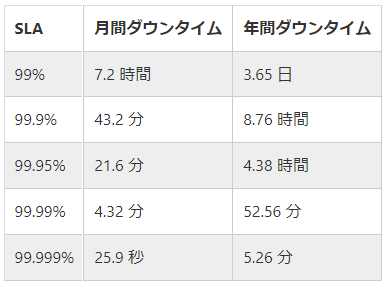 SLA 月間ダウンタイム 年間ダウンタイム
99% 7.2 時間 3.65 日
99.9% 43.2 分 8.76 時間
99.95% 21.6 分 4.38 時間
99.99% 4.32 分 52.56 分
99.999% 25.9 秒 5.26 分